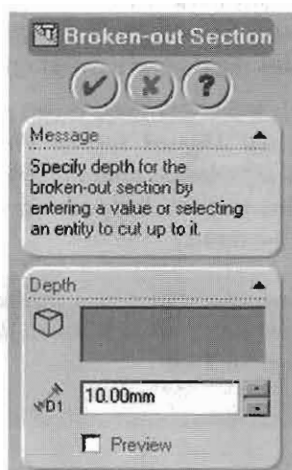 Broken-out Section
?
Message
Specify depth for the
broken-out section by
entering a value or selecting
an entity to cut up to it.
Depth
D1
10.00mm
Preview